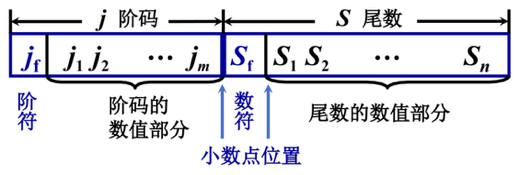 j 阶码 S 尾数
jf j1 j2 ··· jm Sf S1 S2 ··· Sn
阶符 阶码的数值部分 数符 尾数的数值部分
小数点位置